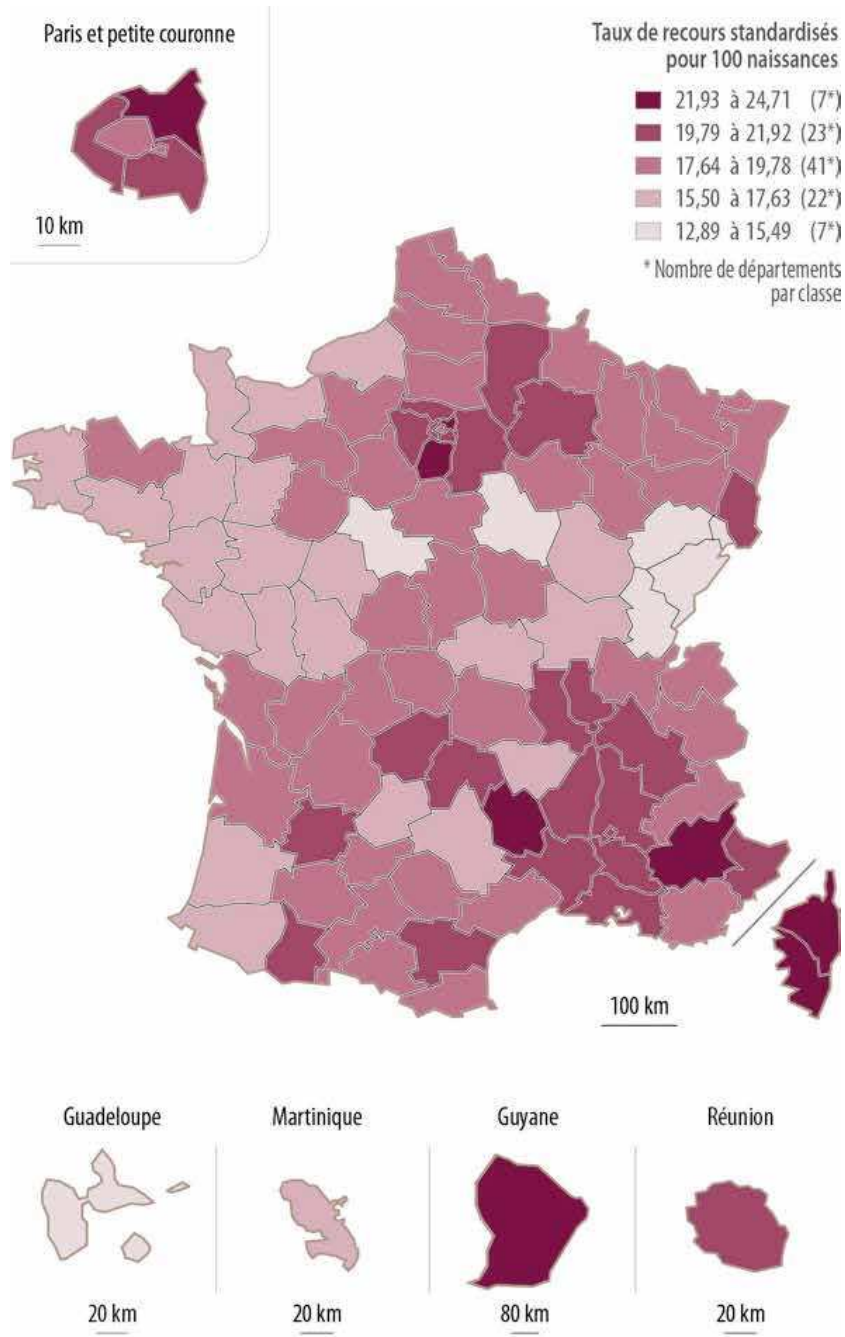 Paris et petite couronne
10 km
Taux de recours standardisés
pour 100 naissances
21,93 à 24,71 (7*)
19,79 à 21,92 (23*)
17,64 à 19,78 (41*)
15,50 à 17,63 (22*)
12,89 à 15,49 (7*)
* Nombre de départements
par classe
100 km
Guadeloupe
Martinique
Guyane
Réunion
20 km
20 km
80 km
20 km